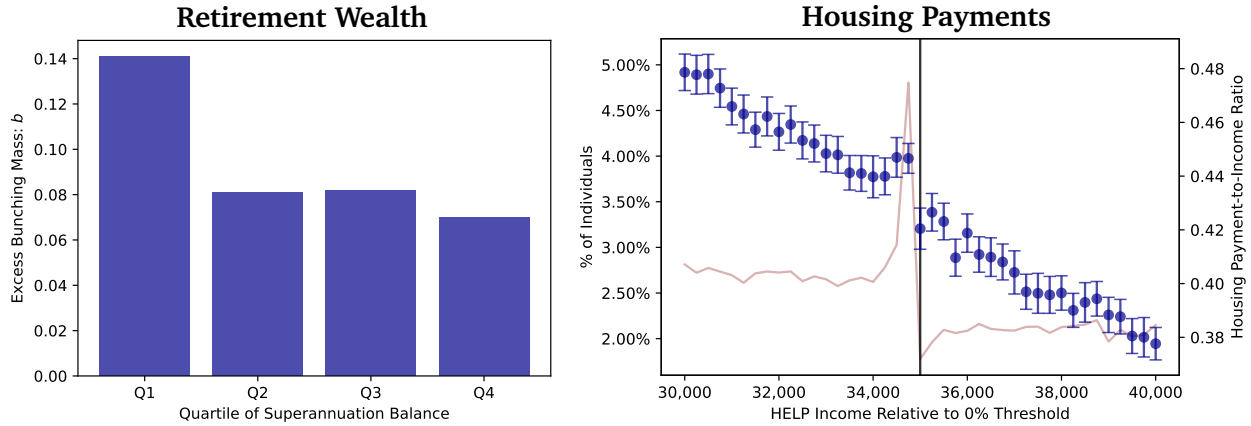 Retirement Wealth
0.14
0.12
0.10
0.08
0.06
0.04
0.02
0.00
Excess Bunching Mass: b
Q1 Q2 Q3 Q4
Quartile of Superannuation Balance
Housing Payments
5.00%
4.50%
4.00%
3.50%
3.00%
2.50%
2.00%
% of Individuals
0.48
0.46
0.44
0.42
0.40
0.38
Housing Payment-to-Income Ratio
30,000 32,000 34,000 36,000 38,000 40,000
HELP Income Relative to 0% Threshold